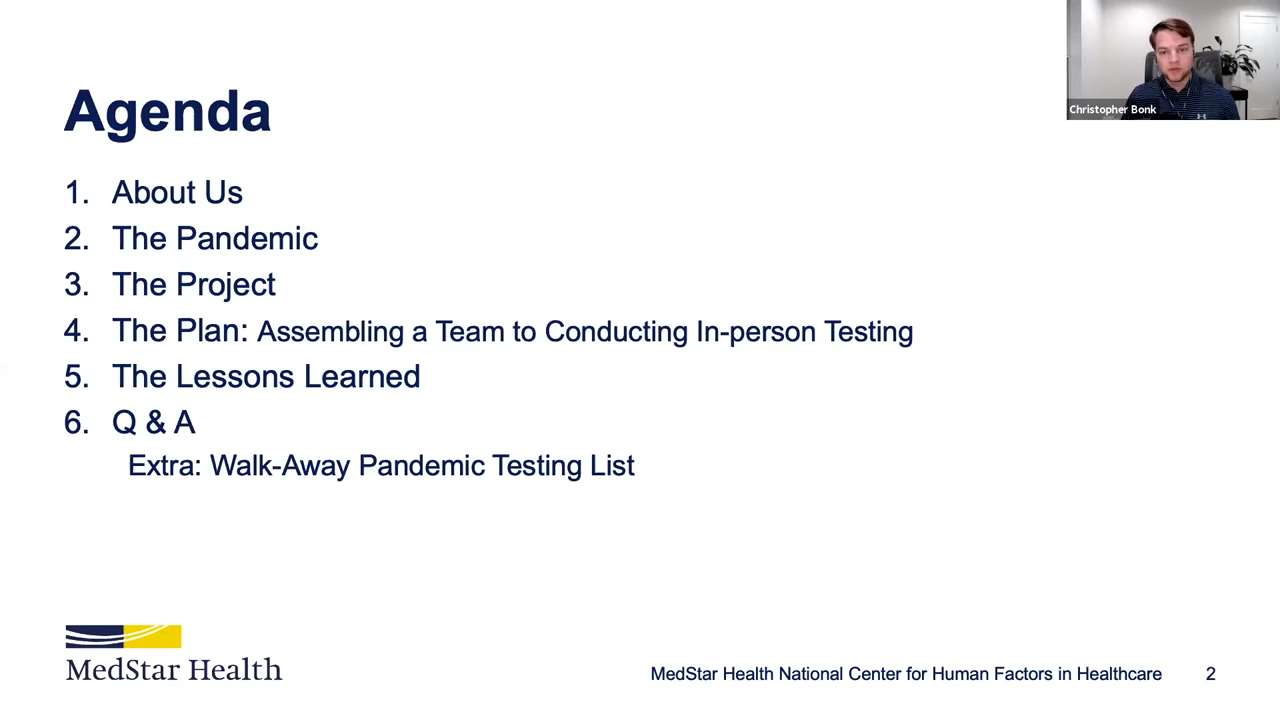 Christopher Bonk
Agenda
1. About Us
2. The Pandemic
3. The Project
4. The Plan: Assembling a Team to Conducting In-person Testing
5. The Lessons Learned
6. Q & A
Extra: Walk-Away Pandemic Testing List
MedStar Health
MedStar Health National Center for Human Factors in Healthcare 2